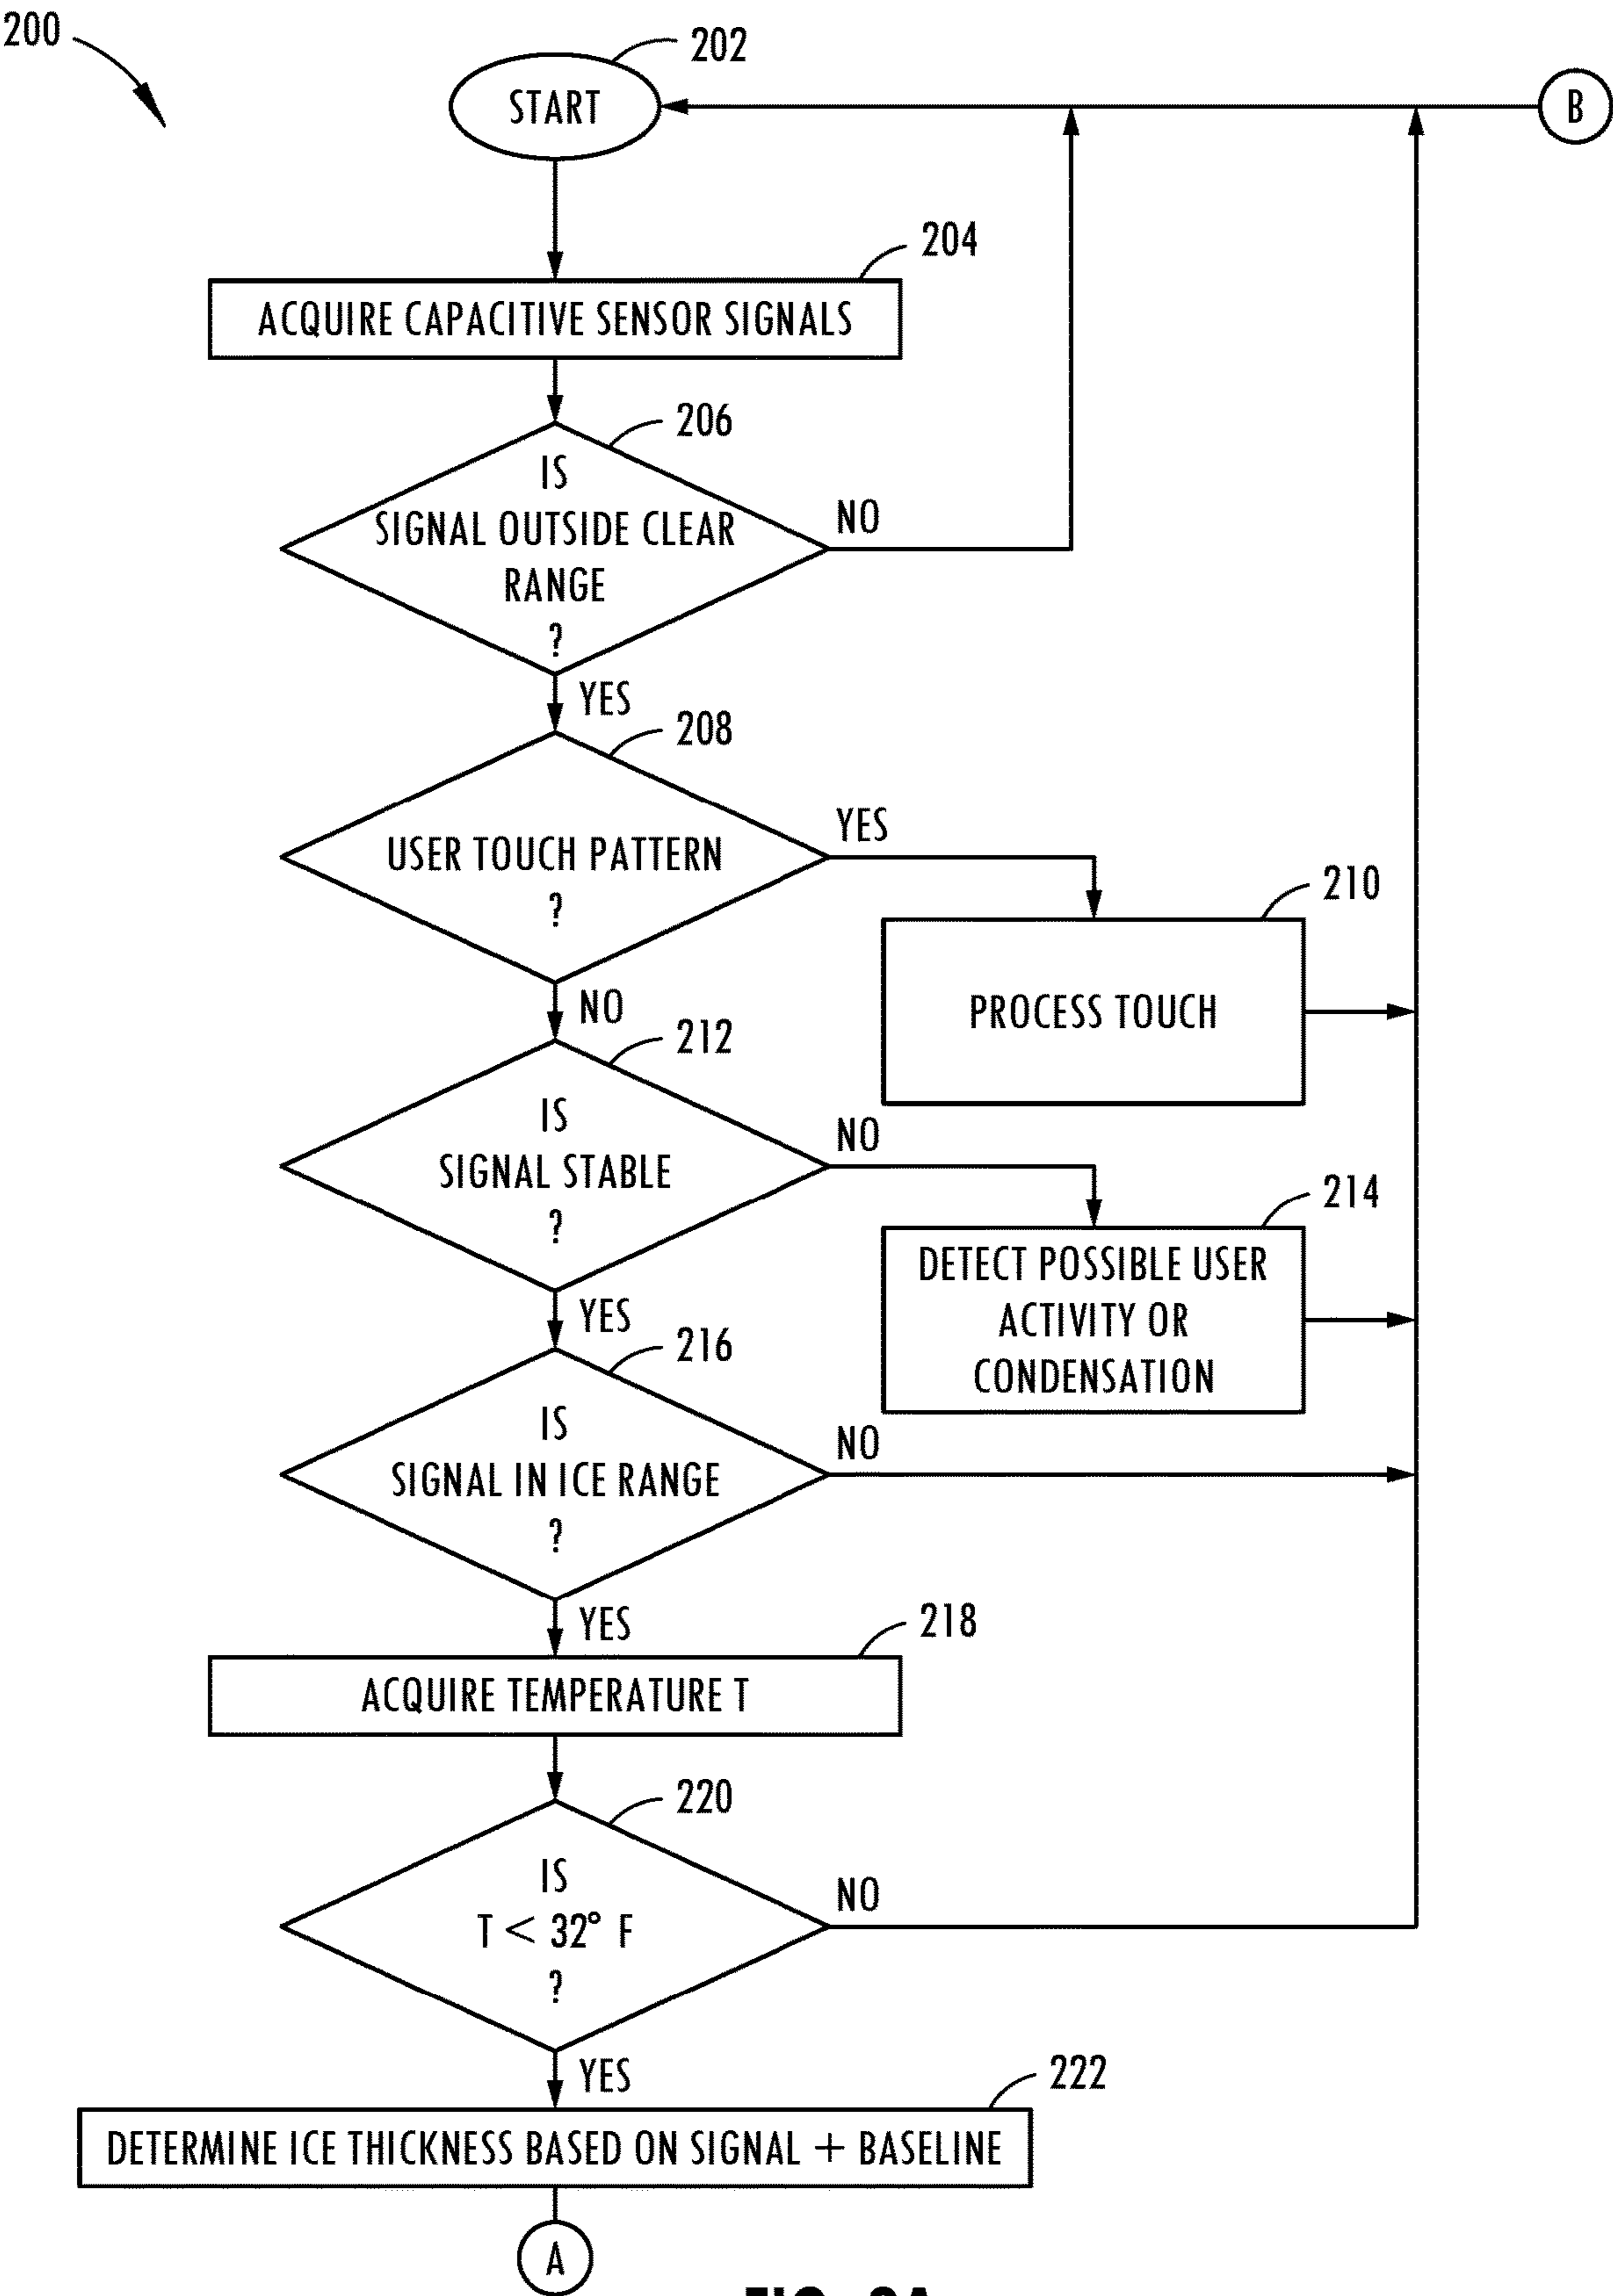 200
202
START
B
204
ACQUIRE CAPACITIVE SENSOR SIGNALS
206
IS
SIGNAL OUTSIDE CLEAR
RANGE
?
NO
YES
208
USER TOUCH PATTERN
?
YES
210
PROCESS TOUCH
NO
212
IS
SIGNAL STABLE
?
NO
214
DETECT POSSIBLE USER
ACTIVITY OR
CONDENSATION
YES
216
IS
SIGNAL IN ICE RANGE
?
NO
YES
218
ACQUIRE TEMPERATURE T
220
IS
T < 32° F
?
NO
YES
222
DETERMINE ICE THICKNESS BASED ON SIGNAL + BASELINE
A